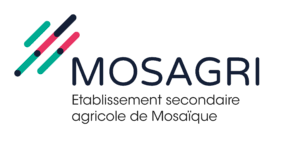 MOSAGRI
Etablissement secondaire
agricole de Mosaïque